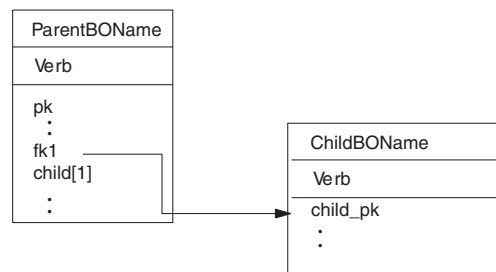 ParentBOName
Verb
pk
fk1
child[1]
ChildBOName
Verb
child_pk